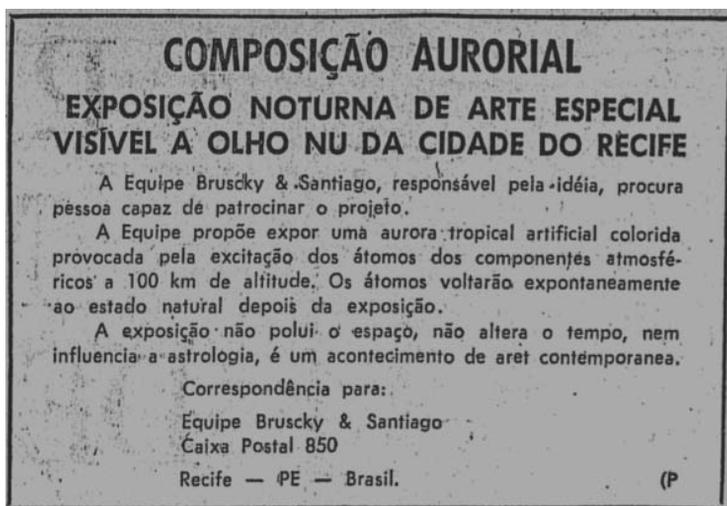 COMPOSIÇÃO AURORIAL
EXPOSIÇÃO NOTURNA DE ARTE ESPECIAL
VISÍVEL A OLHO NU DA CIDADE DO RECIFE
A Equipe Bruscky & Santiago, responsável pela idéia, procura
pessoa capaz de patrocinar o projeto.
A Equipe propõe expor uma aurora tropical artificial colorida
provocada pela excitação dos átomos dos componentes atmosfé-
ricos a 100 km de altitude. Os átomos voltarão expontaneamente
ao estado natural depois da exposição.
A exposição não polui o espaço, não altera o tempo, nem
influencia a astrologia, é um acontecimento de aret contemporanea.
Correspondência para:
Equipe Bruscky & Santiago
Caixa Postal 850
Recife — PE — Brasil. (P